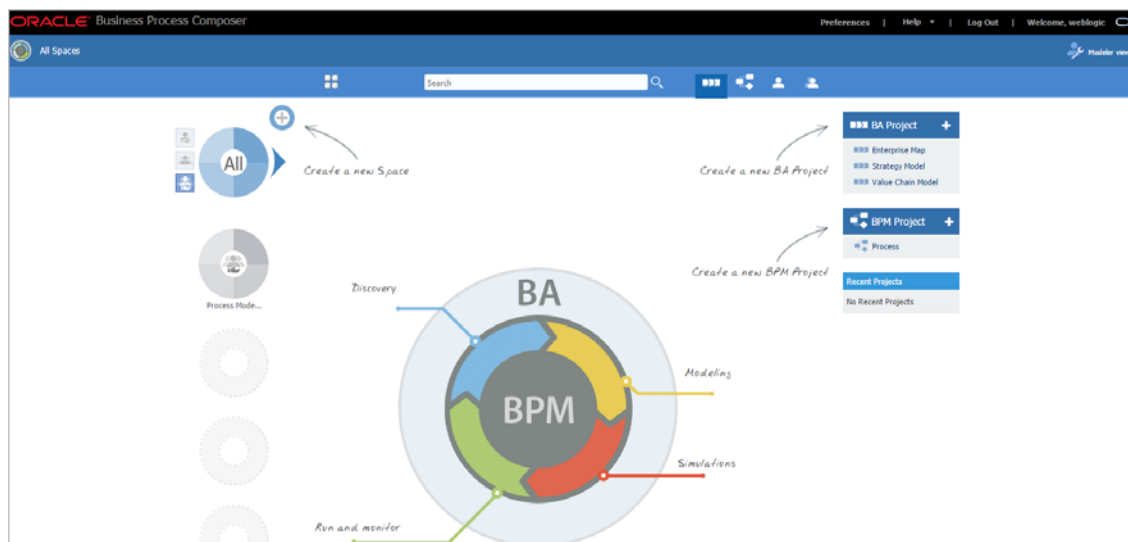 ORACLE Business Process Composer
Preferences | Help | Log Out | Welcome, weblogic
All Spaces
Modeler view
Search
All
Create a new Space
Create a new BA Project
BA Project
Enterprise Map
Strategy Model
Value Chain Model
BPM Project
Process
Create a new BPM Project
Recent Projects
No Recent Projects
Process Mode...
Discovery
BA
BPM
Modeling
Simulations
Run and monitor